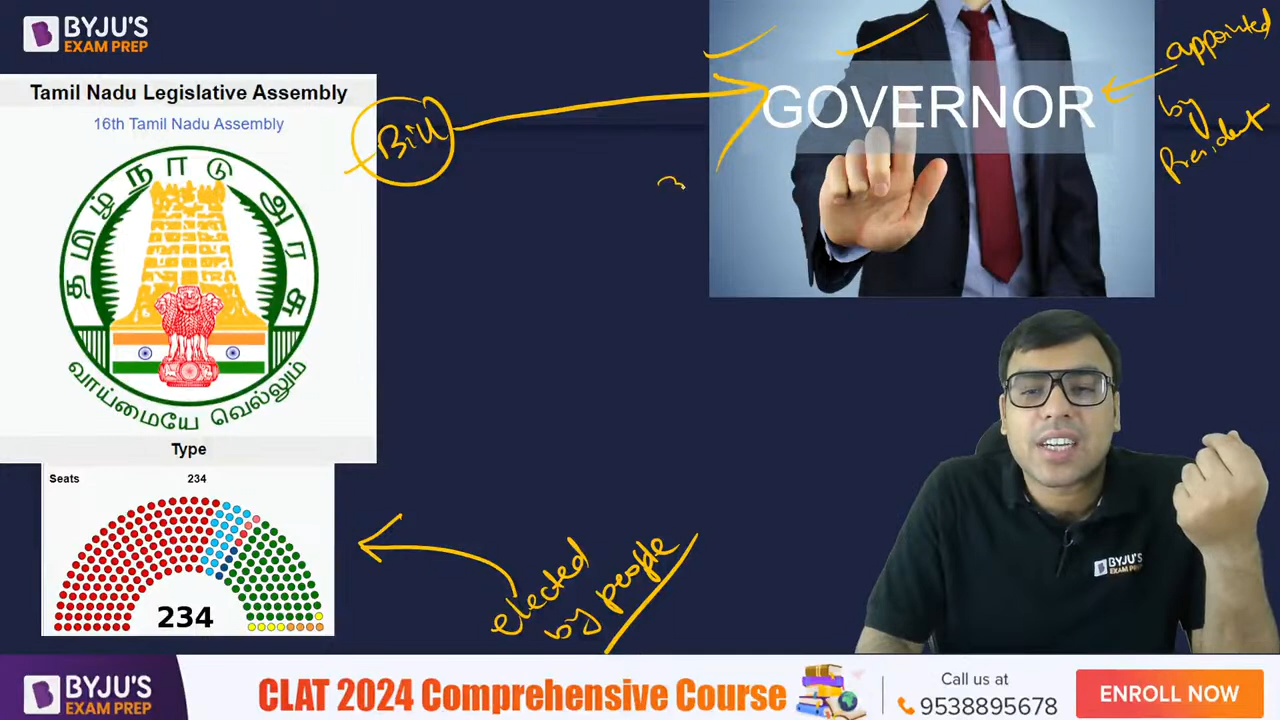 BYJU'S
EXAM PREP
Tamil Nadu Legislative Assembly
16th Tamil Nadu Assembly
தமிழ்நாடு அரசு
வாய்மையே வெல்லும்
Bill
GOVERNOR
appointed
by
President
Type
Seats
234
234
elected
by people
BYJU'S
EXAM PREP
BYJU'S
EXAM PREP
CLAT 2024 Comprehensive Course
Call us at
9538895678
ENROLL NOW